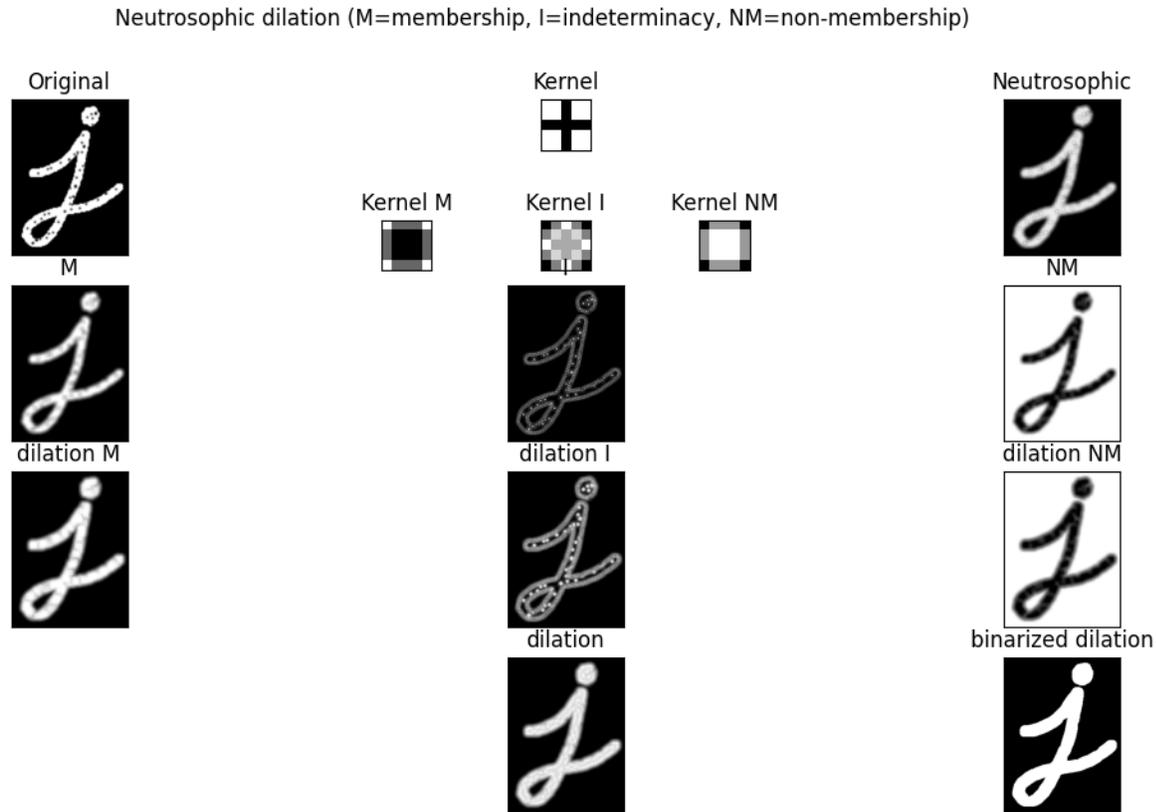 Neutrosophic dilation (M=membership, I=indeterminacy, NM=non-membership)
Original Kernel Neutrosophic
Kernel M Kernel I Kernel NM
M I NM
dilation M dilation I dilation NM
dilation binarized dilation